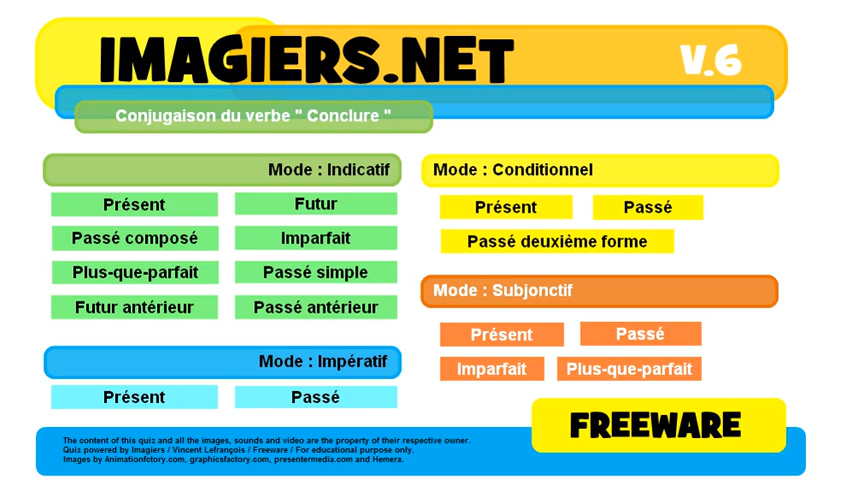 IMAGIERS.NET
V.6
Conjugaison du verbe " Conclure "
Mode : Indicatif
Présent
Futur
Passé composé
Imparfait
Plus-que-parfait
Passé simple
Futur antérieur
Passé antérieur
Mode : Impératif
Présent
Passé
Mode : Conditionnel
Présent
Passé
Passé deuxième forme
Mode : Subjonctif
Présent
Passé
Imparfait
Plus-que-parfait
FREEWARE
The content of this quiz and all the images, sounds and video are the property of their respective owner.
Quiz powered by Imagiers / Vincent Lefrançois / Freeware / For educational purpose only.
Images by Animationfctory.com, graphicsfactory.com, presentermedia.com and Hemera.